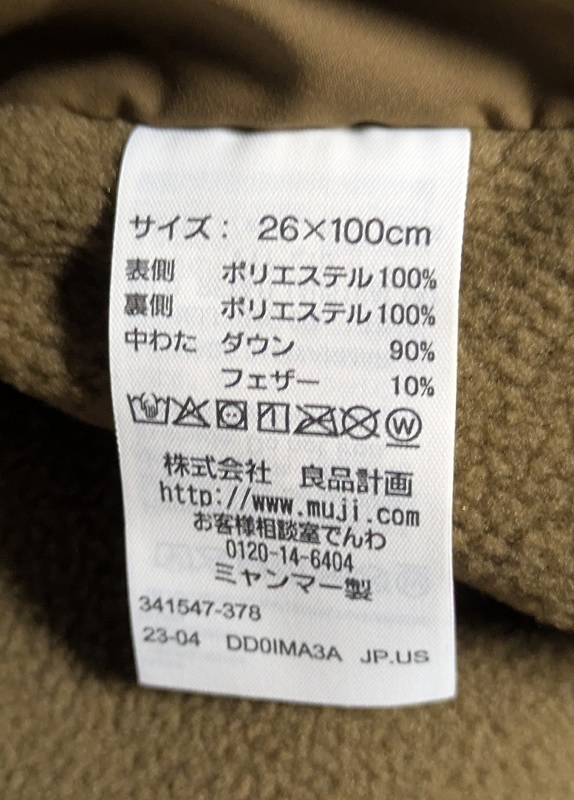 サイズ： 26×100cm
表側 ポリエステル100%
裏側 ポリエステル100%
中わた ダウン 90%
フェザー 10%
W
株式会社 良品計画
http://www.muji.com
お客様相談室でんわ
0120-14-6404
ミャンマー製
341547-378
23-04 DD0IMA3A JP.US